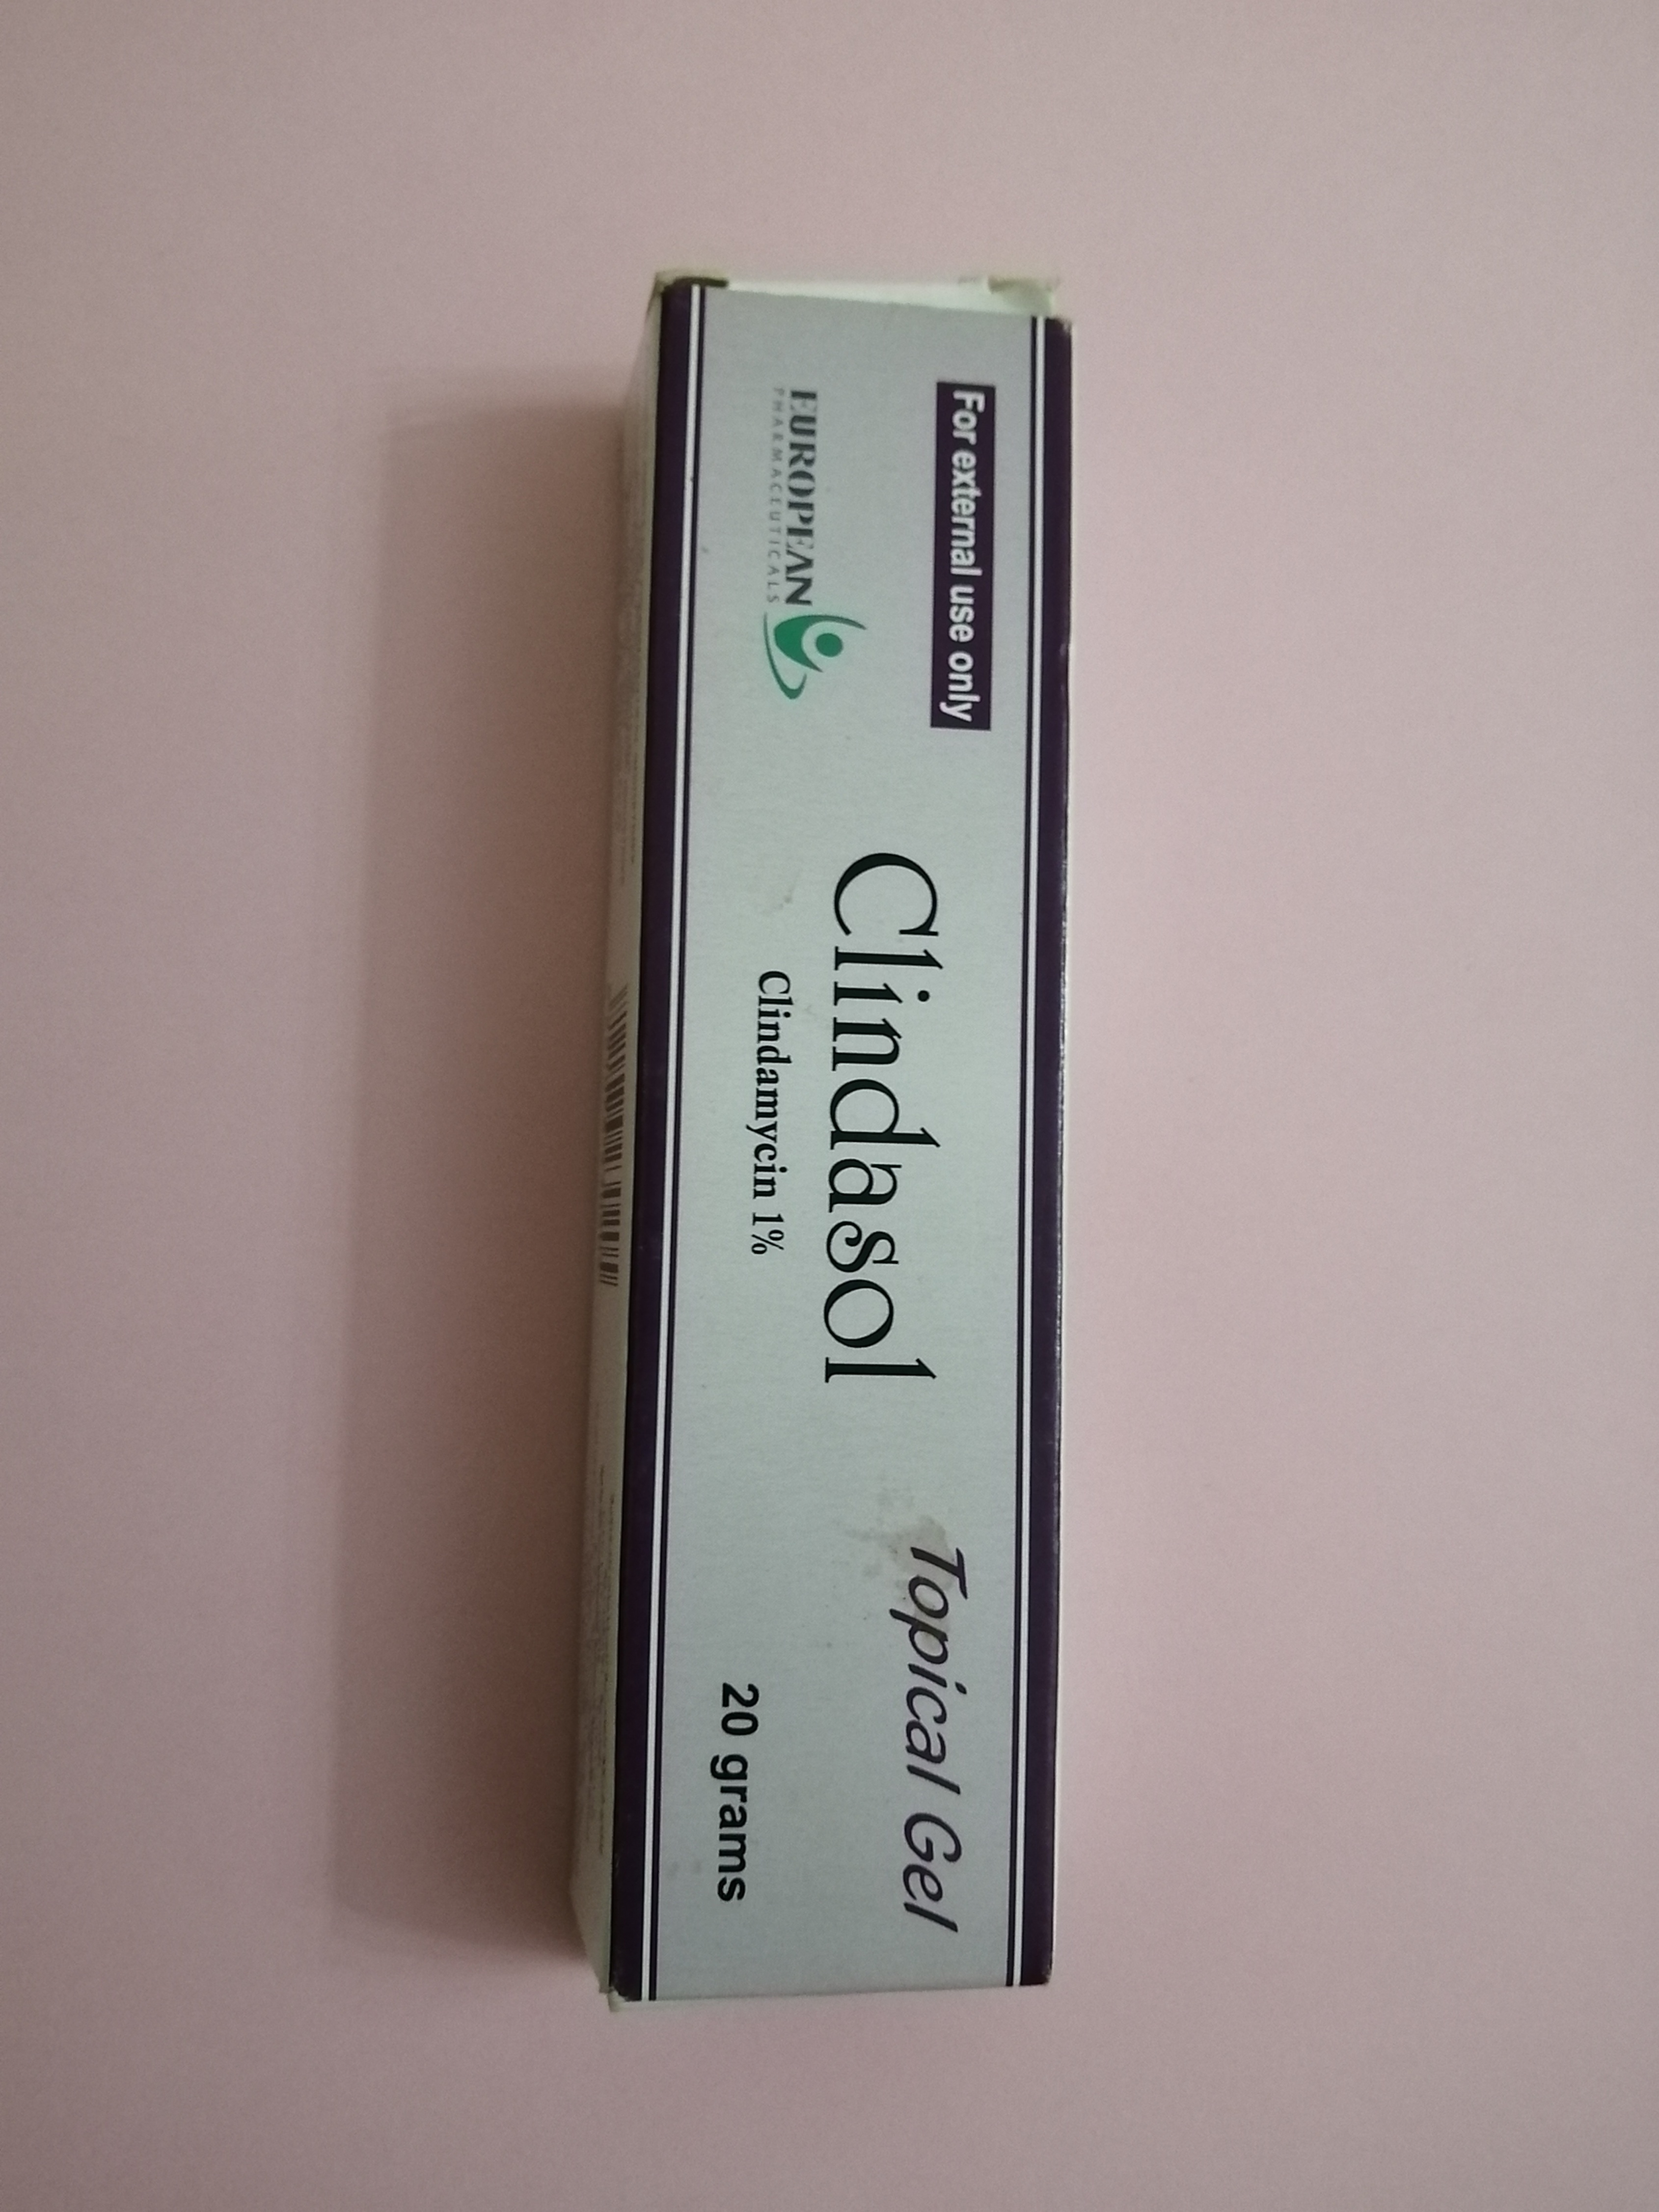 For external use only
EUROPEAN
PHARMACEUTICALS
Clindasol
Clindamycin 1%
Topical Gel
20 grams